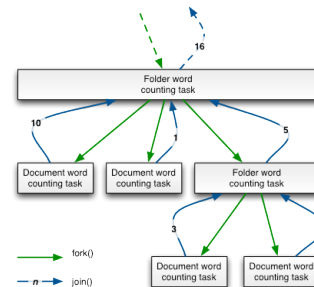 16
Folder word
counting task
10
1
5
Document word
counting task
Document word
counting task
Folder word
counting task
3
fork()
n
join()
Document word
counting task
Document word
counting task